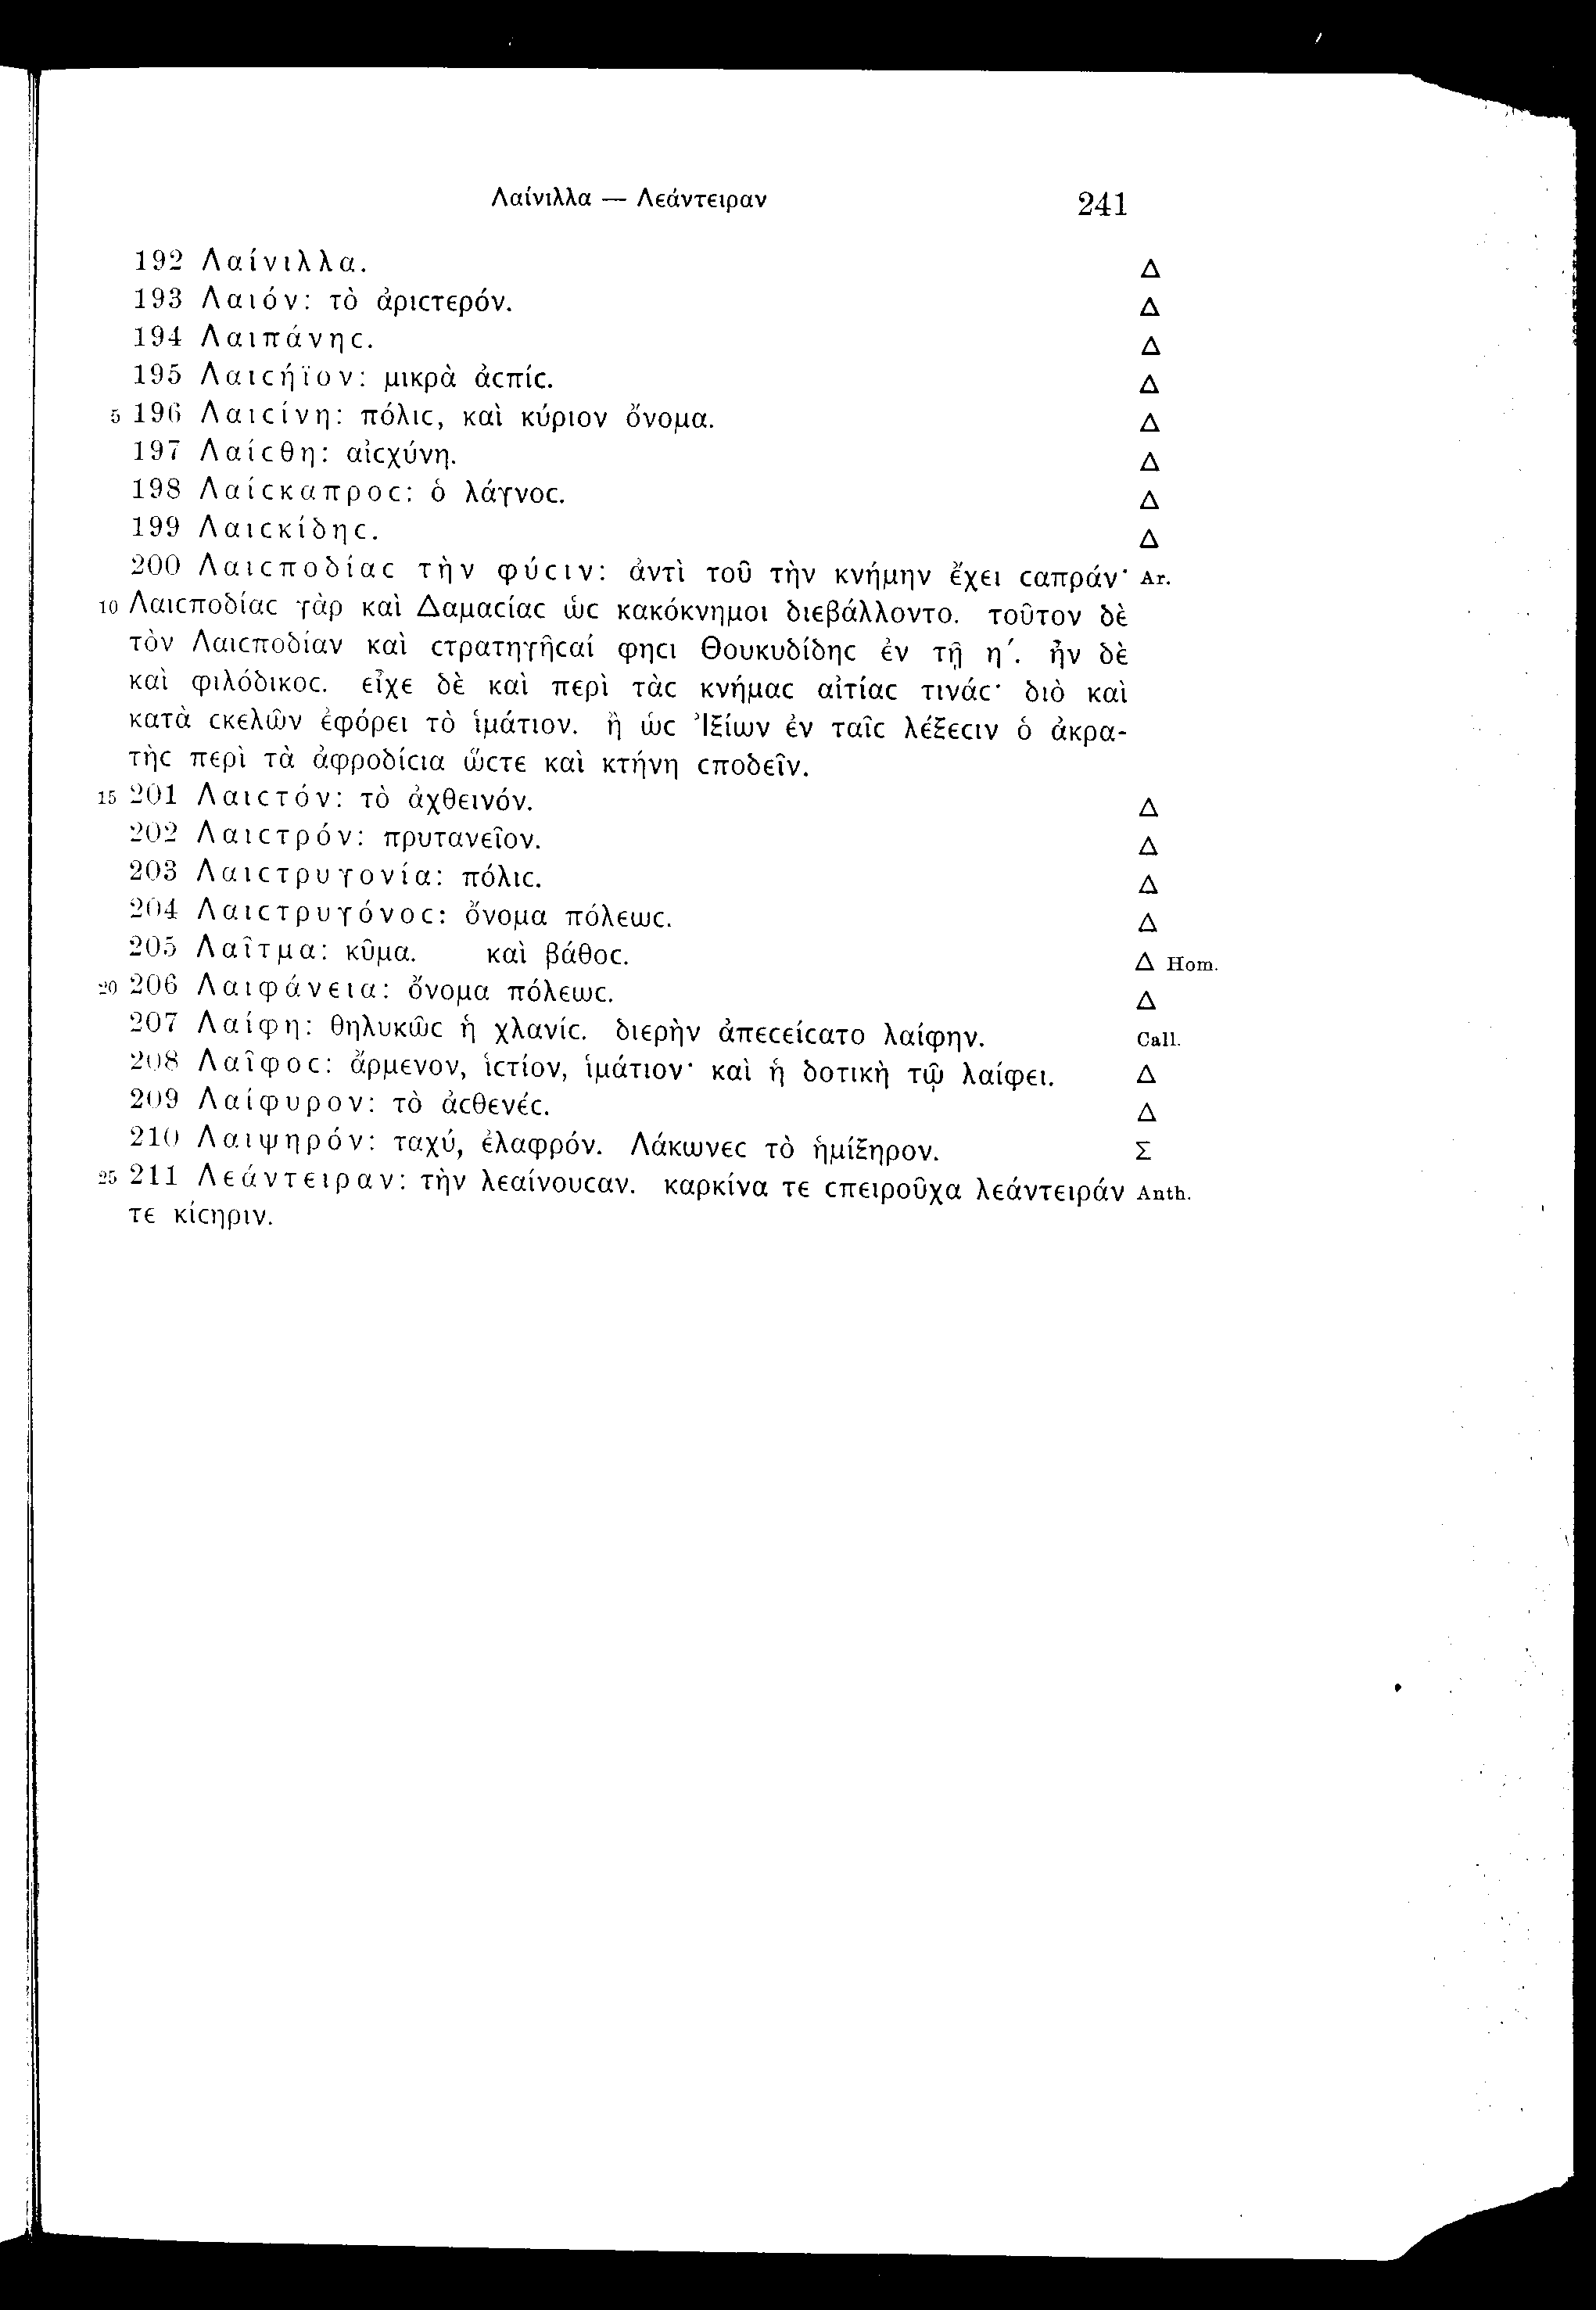 Λαίνιλλα — Λεάντειραν 241
192 Λαίνιλλα. Δ
193 Λαιόν: τὸ ἀριϲτερόν. Δ
194 Λαιπάνηϲ. Δ
195 Λαιϲήϊον: μικρὰ ἀϲπίϲ. Δ
5 196 Λαιϲίνη: πόλιϲ, καὶ κύριον ὄνομα. Δ
197 Λαίϲθη: αἰϲχύνη. Δ
198 Λαίϲκαπροϲ: ὁ λάγνοϲ. Δ
199 Λαιϲκίδηϲ. Δ
200 Λαιϲποδίαϲ τὴν φύϲιν: ἀντὶ τοῦ τὴν κνήμην ἔχει ϲαπράν· Ar.
10 Λαιϲποδίαϲ γὰρ καὶ Δαμαϲίαϲ ὡϲ κακόκνημοι διεβάλλοντο. τοῦτον δὲ
τὸν Λαιϲποδίαν καὶ ϲτρατηγῆϲαί φηϲι Θουκυδίδηϲ ἐν τῇ η´. ἦν δὲ
καὶ φιλόδικοϲ. εἶχε δὲ καὶ περὶ τὰϲ κνήμαϲ αἰτίαϲ τινάϲ· διὸ καὶ
κατὰ ϲκελῶν ἐφόρει τὸ ἱμάτιον. ἢ ὡϲ Ἰξίων ἐν ταῖϲ λέξεϲιν ὁ ἀκρα-
τὴϲ περὶ τὰ ἀφροδίϲια ὥϲτε καὶ κτήνη ϲποδεῖν.
15 201 Λαιϲτόν: τὸ ἀχθεινόν. Δ
202 Λαιϲτρόν: πρυτανεῖον. Δ
203 Λαιϲτρυγονία: πόλιϲ. Δ
204 Λαιϲτρυγόνοϲ: ὄνομα πόλεωϲ. Δ
205 Λαῖτμα: κῦμα. καὶ βάθοϲ. Δ Hom.
20 206 Λαιφάνεια: ὄνομα πόλεωϲ. Δ
207 Λαίφη: θηλυκῶϲ ἡ χλανίϲ. διερὴν ἀπεϲείϲατο λαίφην. Call.
208 Λαῖφοϲ: ἄρμενον, ἱϲτίον, ἱμάτιον· καὶ ἡ δοτικὴ τῷ λαίφει. Δ
209 Λαίφυρον: τὸ ἀϲθενέϲ. Δ
210 Λαιψηρόν: ταχύ, ἐλαφρόν. Λάκωνεϲ τὸ ἡμίξηρον. Σ
25 211 Λεάντειραν: τὴν λεαίνουϲαν. καρκίνα τε ϲπειροῦχα λεάντειράν Anth.
τε κίϲηριν.